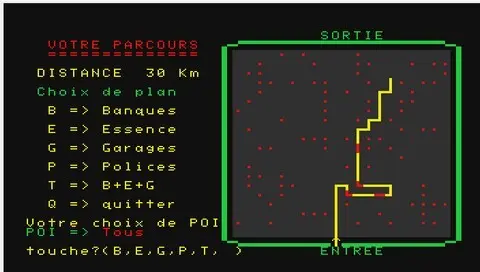 SORTIE
VOTRE PARCOURS
DISTANCE  30 Km
Choix de plan
B => Banques
E => Essence
G => Garages
P => Polices
T => B+E+G
Q => quitter
Votre choix de POI
POI => Tous
touche?(B,E,G,P,T, )
ENTREE